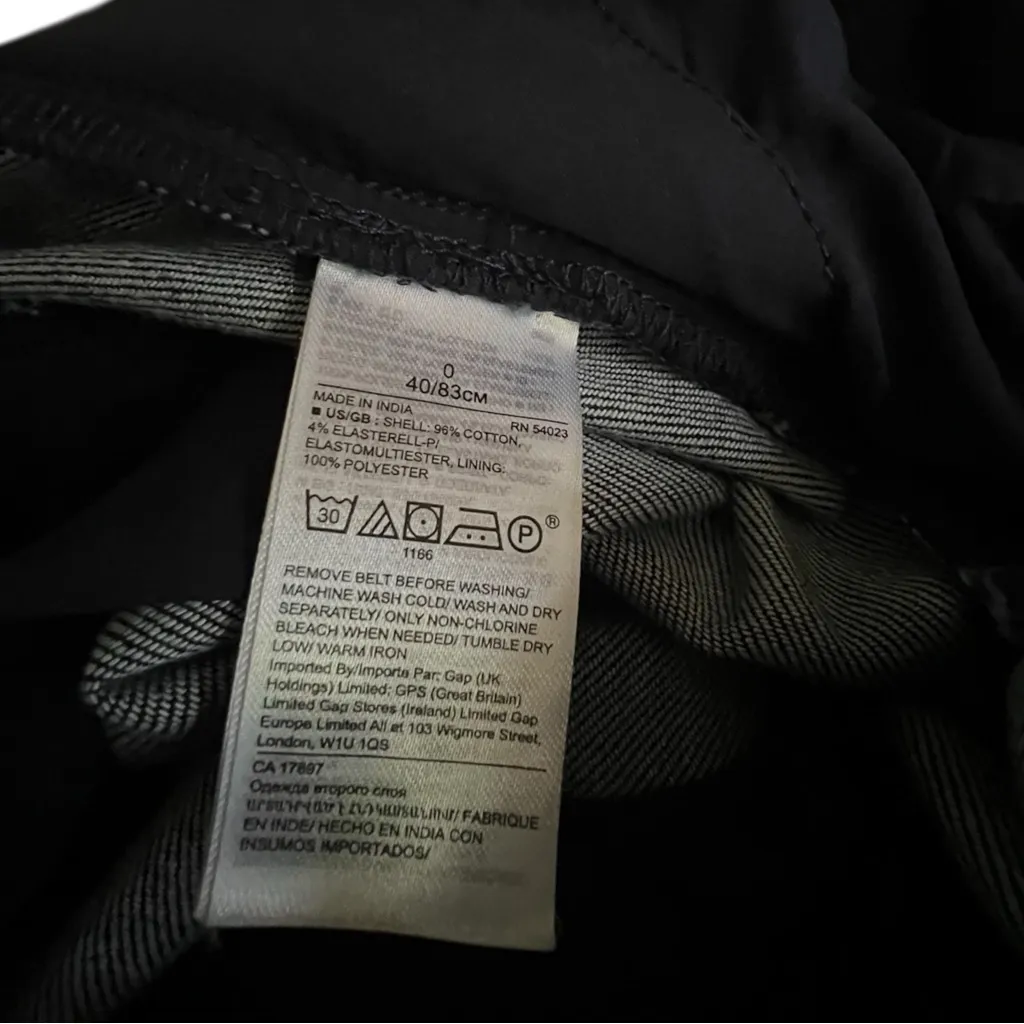 0
40/83CM
MADE IN INDIA RN 54023
■ US/GB : SHELL: 96% COTTON,
4% ELASTERELL-P/
ELASTOMULTIESTER, LINING:
100% POLYESTER
30 P ®
1166
REMOVE BELT BEFORE WASHING/
MACHINE WASH COLD/ WASH AND DRY
SEPARATELY/ ONLY NON-CHLORINE
BLEACH WHEN NEEDED/ TUMBLE DRY
LOW/ WARM IRON
Imported By/Importe Par: Gap (UK
Holdings) Limited; GPS (Great Britain)
Limited Gap Stores (Ireland) Limited Gap
Europe Limited All at 103 Wigmore Street,
London, W1U 1QS
CA 17897
Одежда второго слоя
FABRIQUE
EN INDE/ HECHO EN INDIA CON
INSUMOS IMPORTADOS/